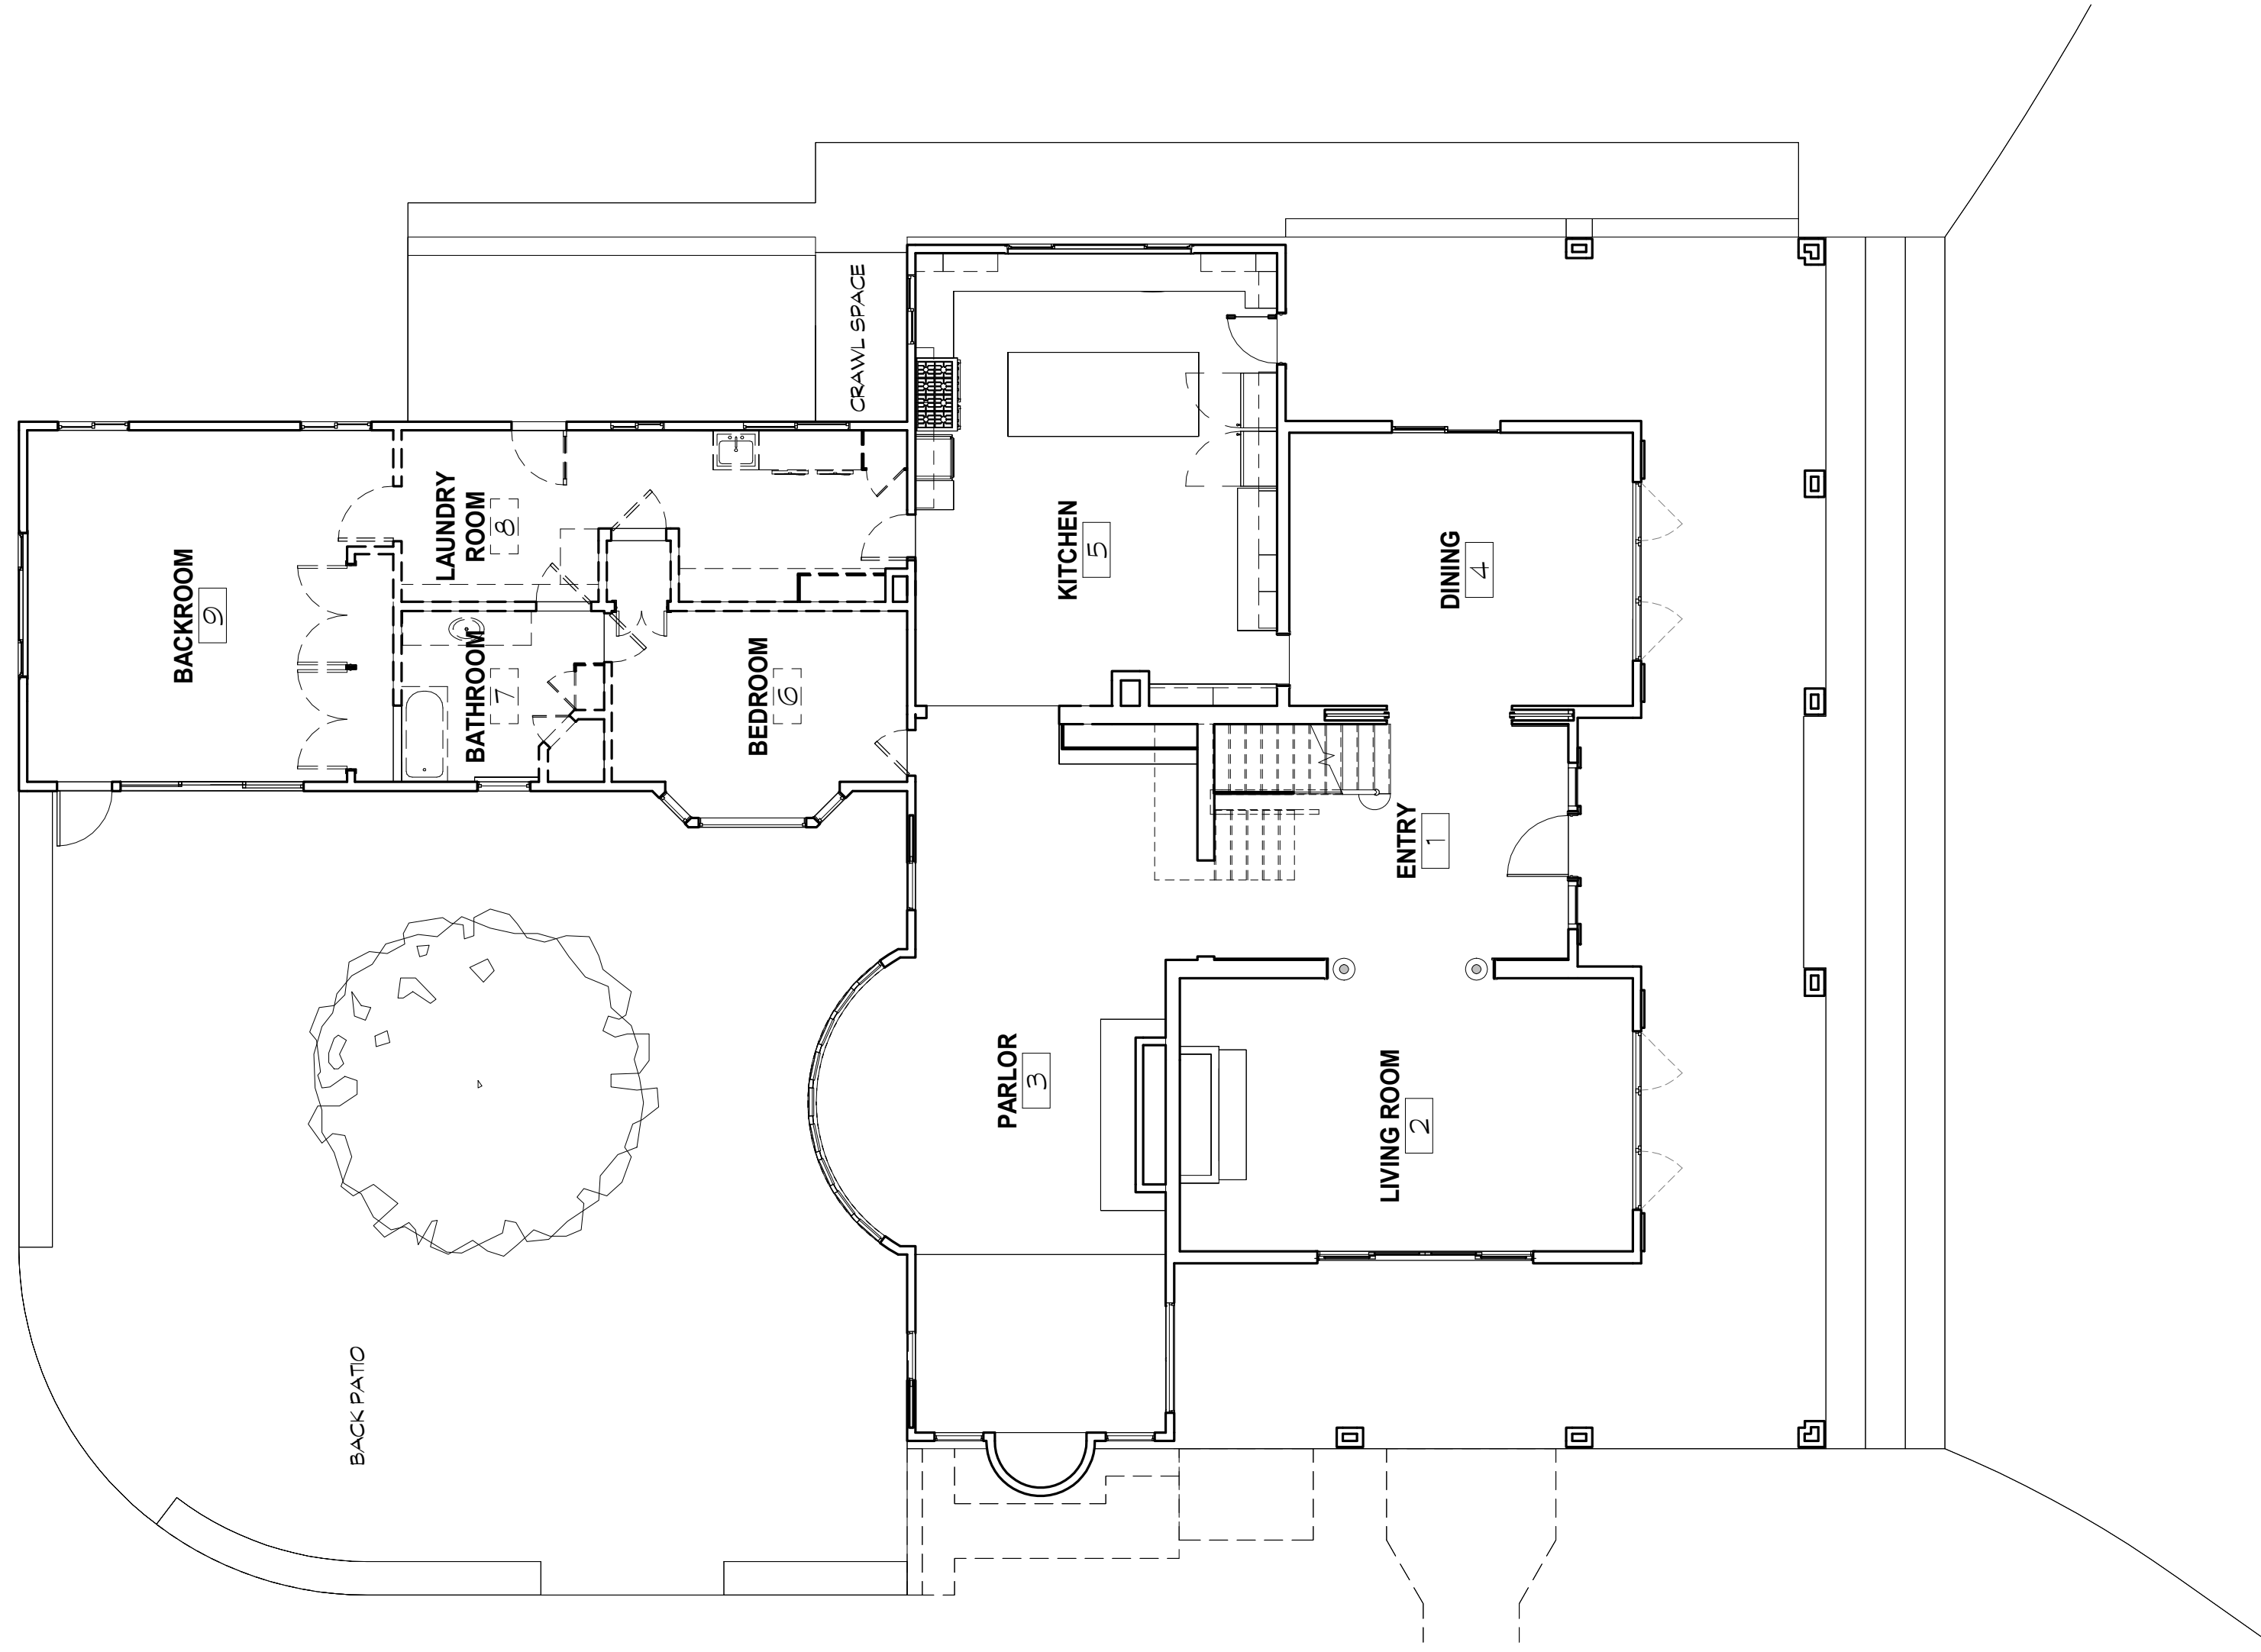 BACKROOM
9
LAUNDRY
ROOM
8
BATHROOM
7
BEDROOM
6
CRAWL SPACE
KITCHEN
5
DINING
4
ENTRY
1
PARLOR
3
LIVING ROOM
2
BACK PATIO